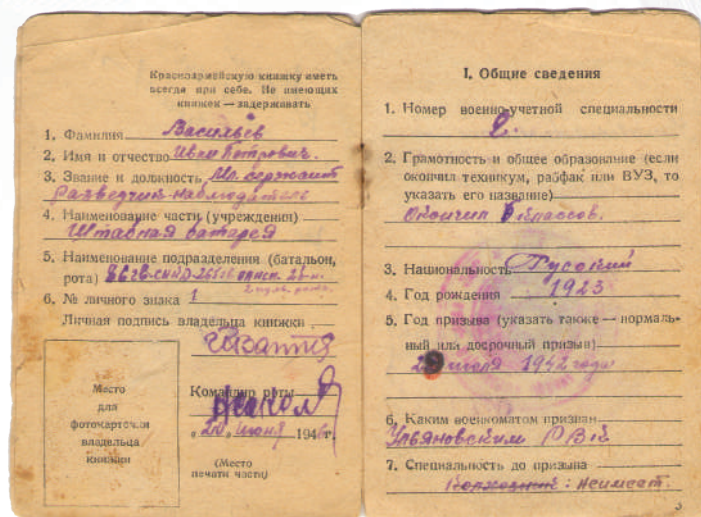 Красноармейскую книжку иметь
всегда при себе. Не имеющих
книжек — задерживать
1. Фамилия Васильев
2. Имя и отчество Иван Петрович.
3. Звание и должность Мл. сержант
Разведчик-наблюдатель
4. Наименование части (учреждения)
Штабная батарея
5. Наименование подразделения (батальон,
рота)
6. № личного знака 1
Личная подпись владельца книжки
Место
для
фотокарточки
владельца
книжки
Командир роты
„20„ июня 194 г.
(Место
печати части)
I. Общие сведения
1. Номер военно-учетной специальности
2. Грамотность и общее образование (если
окончил техникум, рабфак или ВУЗ, то
указать его название)
Окончил классов.
3. Национальность Русский
4. Год рождения 1923
5. Год призыва (указать также — нормаль-
ный или досрочный призыв)
1942 года
6. Каким военкоматом призван
Ульяновским РВК
7. Специальность до призыва
3